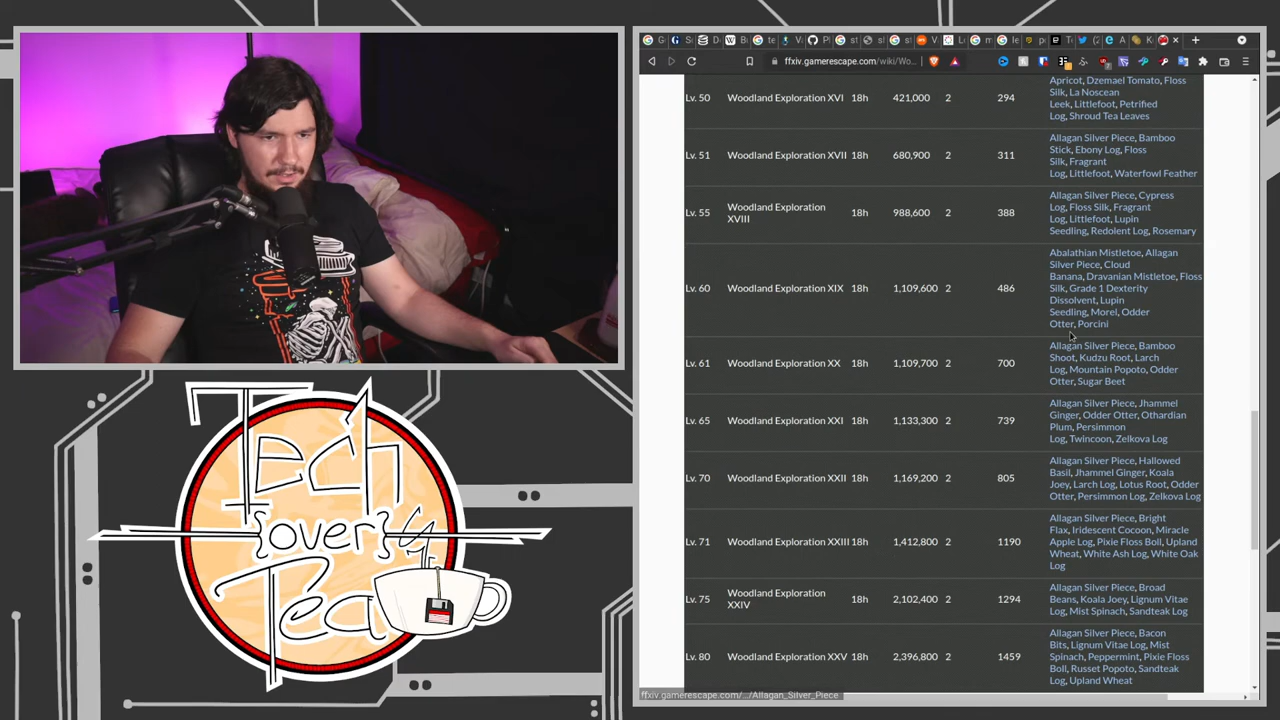 Tech
{over}
Tea
ffxiv.gamerescape.com/wiki/Wo...
Lv. 50 Woodland Exploration XVI 18h 421,000 2 294
Apricot, Dzemael Tomato, Floss
Silk, La Noscean
Leek, Littlefoot, Petrified
Log, Shroud Tea Leaves
Lv. 51 Woodland Exploration XVII 18h 680,900 2 311
Allagan Silver Piece, Bamboo
Stick, Ebony Log, Floss
Silk, Fragrant
Log, Littlefoot, Waterfowl Feather
Lv. 55 Woodland Exploration
XVIII 18h 988,600 2 388
Allagan Silver Piece, Cypress
Log, Floss Silk, Fragrant
Log, Littlefoot, Lupin
Seedling, Redolent Log, Rosemary
Lv. 60 Woodland Exploration XIX 18h 1,109,600 2 486
Abalathian Mistletoe, Allagan
Silver Piece, Cloud
Banana, Dravanian Mistletoe, Floss
Silk, Grade 1 Dexterity
Dissolvent, Lupin
Seedling, Morel, Odder
Otter, Porcini
Lv. 61 Woodland Exploration XX 18h 1,109,700 2 700
Allagan Silver Piece, Bamboo
Shoot, Kudzu Root, Larch
Log, Mountain Popoto, Odder
Otter, Sugar Beet
Lv. 65 Woodland Exploration XXI 18h 1,133,300 2 739
Allagan Silver Piece, Jhammel
Ginger, Odder Otter, Othardian
Plum, Persimmon
Log, Twincoon, Zelkova Log
Lv. 70 Woodland Exploration XXII 18h 1,169,200 2 805
Allagan Silver Piece, Hallowed
Basil, Jhammel Ginger, Koala
Joey, Larch Log, Lotus Root, Odder
Otter, Persimmon Log, Zelkova Log
Lv. 71 Woodland Exploration XXIII 18h 1,412,800 2 1190
Allagan Silver Piece, Bright
Flax, Iridescent Cocoon, Miracle
Apple Log, Pixie Floss Boll, Upland
Wheat, White Ash Log, White Oak
Log
Lv. 75 Woodland Exploration
XXIV 18h 2,102,400 2 1294
Allagan Silver Piece, Broad
Beans, Koala Joey, Lignum Vitae
Log, Mist Spinach, Sandteak Log
Lv. 80 Woodland Exploration XXV 18h 2,396,800 2 1459
Allagan Silver Piece, Bacon
Bits, Lignum Vitae Log, Mist
Spinach, Peppermint, Pixie Floss
Boll, Russet Popoto, Sandteak
Log, Upland Wheat
ffxiv.gamerescape.com/.../Allagan_Silver_Piece